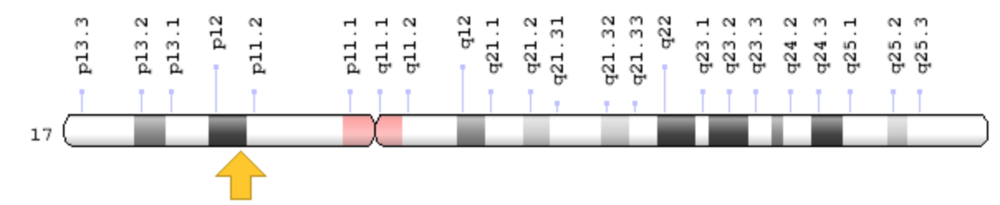 p13.3
p13.2
p13.1
p12
p11.2
p11.1
q11.1
q11.2
q12
q21.1
q21.2
q21.31
q21.32
q21.33
q22
q23.1
q23.2
q23.3
q24.2
q24.3
q25.1
q25.2
q25.3
17